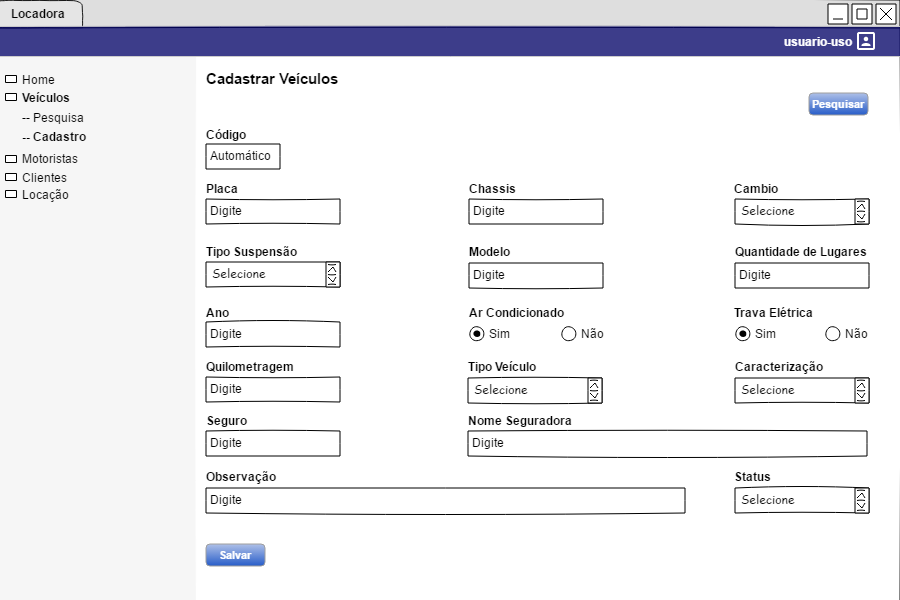 Locadora
usuario-uso
Home
Veículos
-- Pesquisa
-- Cadastro
Motoristas
Clientes
Locação
Cadastrar Veículos
Pesquisar
Código
Automático
Placa Chassis Cambio
Digite Digite Selecione
Tipo Suspensão Modelo Quantidade de Lugares
Selecione Digite Digite
Ano Ar Condicionado Trava Elétrica
Digite Sim Não Sim Não
Quilometragem Tipo Veículo Caracterização
Digite Selecione Selecione
Seguro Nome Seguradora
Digite Digite
Observação Status
Digite Selecione
Salvar